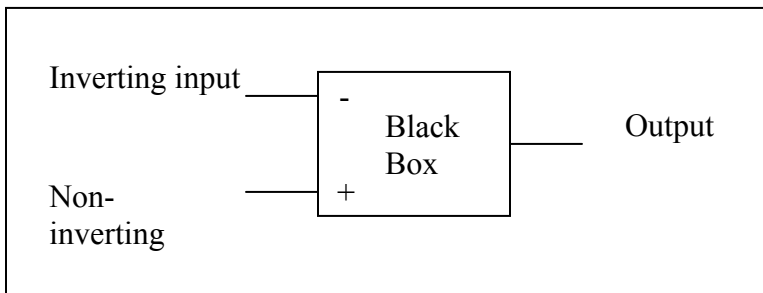 Inverting input
-
Black
Box
Output
+
Non-
inverting